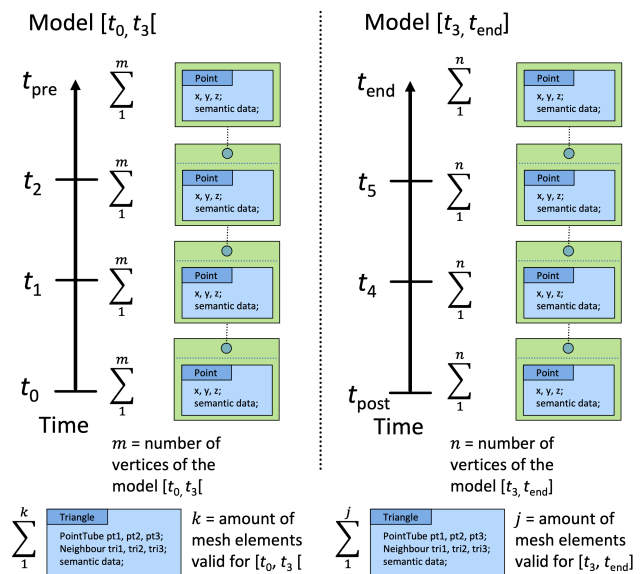 Model [t0, t3[
tpre
m
∑
1
Point
x, y, z;
semantic data;
t2
m
∑
1
Point
x, y, z;
semantic data;
t1
m
∑
1
Point
x, y, z;
semantic data;
t0
m
∑
1
Point
x, y, z;
semantic data;
Time
m = number of
vertices of the
model [t0, t3[
k
∑
1
Triangle
PointTube pt1, pt2, pt3;
Neighbour tri1, tri2, tri3;
semantic data;
k = amount of
mesh elements
valid for [t0, t3 [
Model [t3, tend]
tend
n
∑
1
Point
x, y, z;
semantic data;
t5
n
∑
1
Point
x, y, z;
semantic data;
t4
n
∑
1
Point
x, y, z;
semantic data;
tpost
n
∑
1
Point
x, y, z;
semantic data;
Time
n = number of
vertices of the
model [t3, tend]
j
∑
1
Triangle
PointTube pt1, pt2, pt3;
Neighbour tri1, tri2, tri3;
semantic data;
j = amount of
mesh elements
valid for [t3, tend]